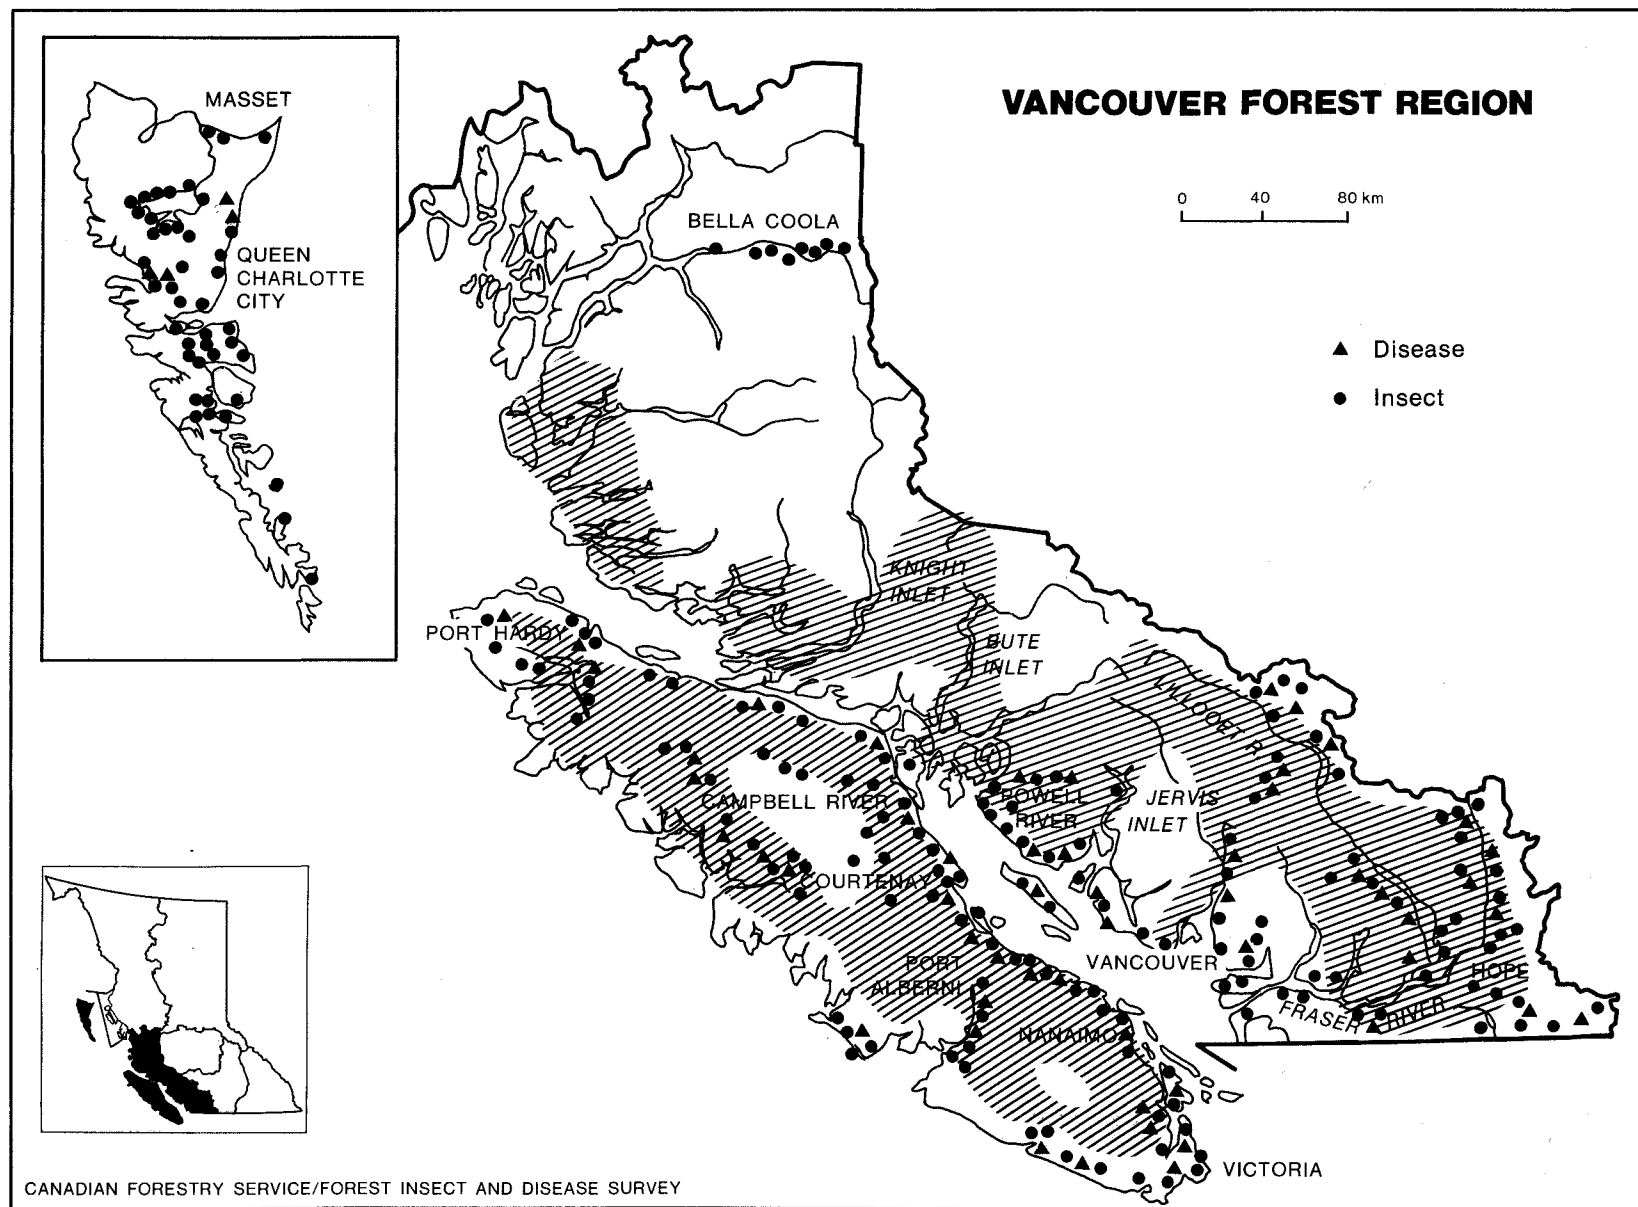 VANCOUVER FOREST REGION
0 40 80 km
MASSET
QUEEN
CHARLOTTE
CITY
BELLA COOLA
Disease
Insect
KNIGHT
INLET
PORT HARDY
BUTE
INLET
LILLOOET R.
CAMPBELL RIVER
POWELL
RIVER
JERVIS
INLET
COURTENAY
PORT
ALBERNI
VANCOUVER
HOPE
FRASER RIVER
NANAIMO
VICTORIA
CANADIAN FORESTRY SERVICE/FOREST INSECT AND DISEASE SURVEY